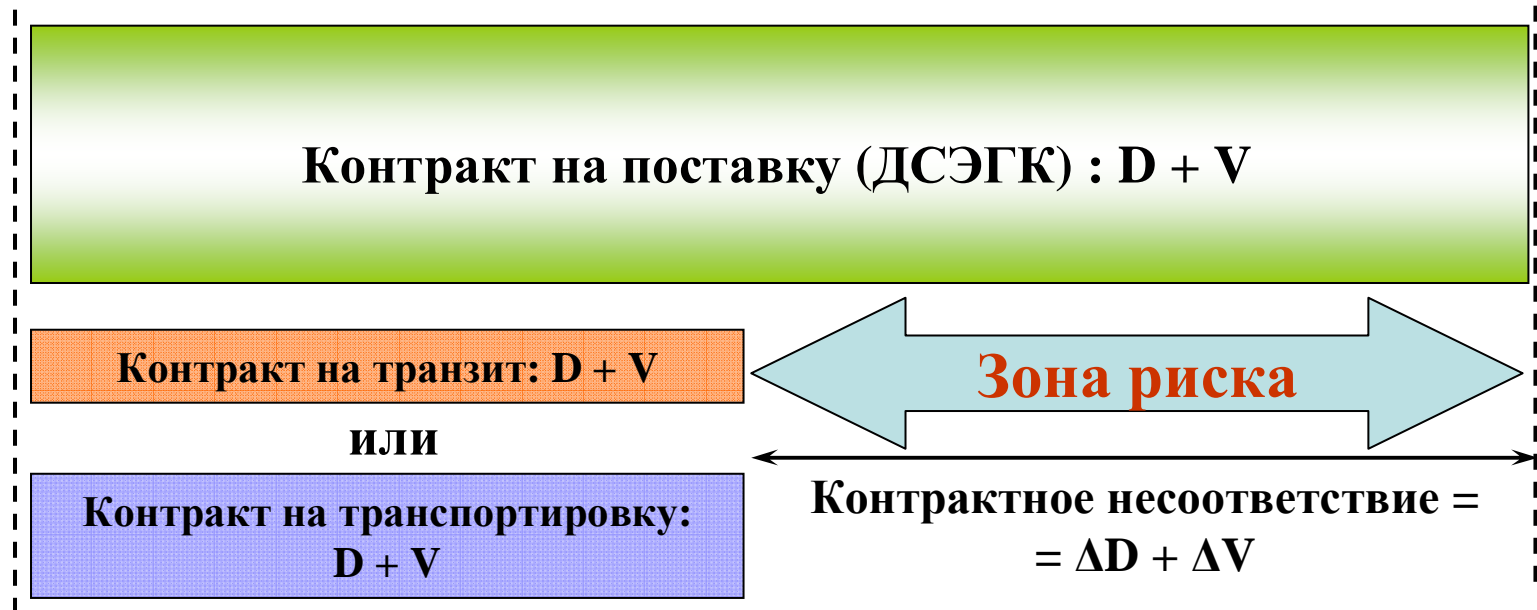 Контракт на поставку (ДСЭГК) : D + V
Контракт на транзит: D + V
или
Контракт на транспортировку:
D + V
Зона риска
Контрактное несоответствие =
= ΔD + ΔV